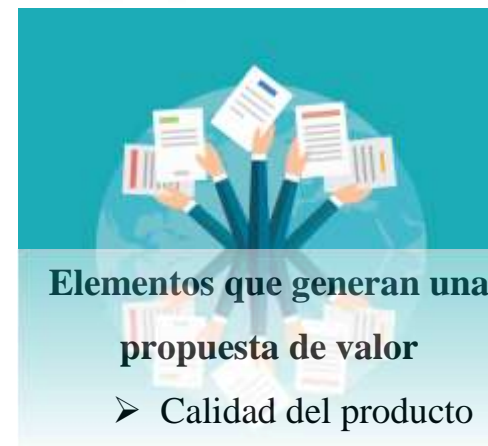 Elementos que generan una
propuesta de valor
➢ Calidad del producto